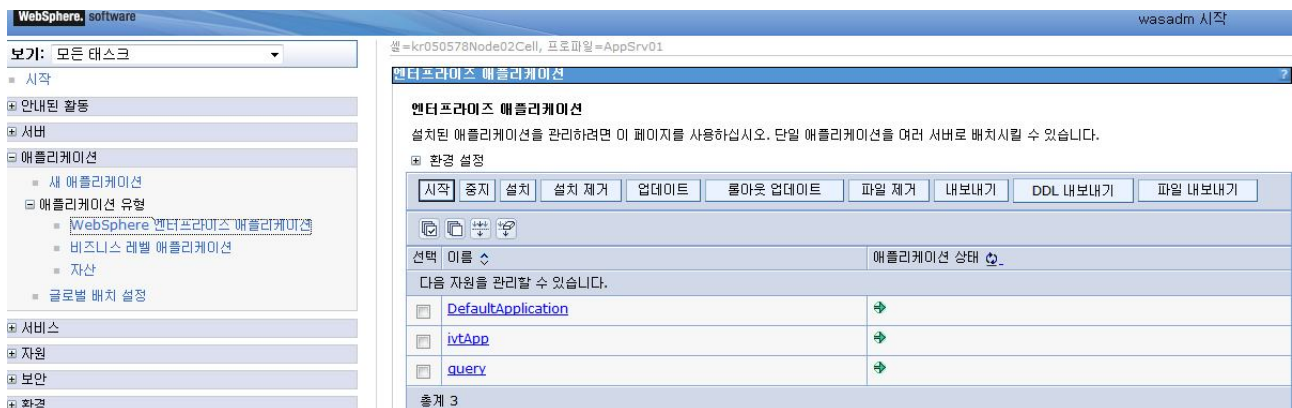 WebSphere. software
wasadm 시작
보기: 모든 태스크
시작
안내된 활동
서버
애플리케이션
새 애플리케이션
애플리케이션 유형
WebSphere 엔터프라이즈 애플리케이션
비즈니스 레벨 애플리케이션
자산
글로벌 배치 설정
서비스
자원
보안
환경
셀=kr050578Node02Cell, 프로파일=AppSrv01
엔터프라이즈 애플리케이션
?
엔터프라이즈 애플리케이션
설치된 애플리케이션을 관리하려면 이 페이지를 사용하십시오. 단일 애플리케이션을 여러 서버로 배치시킬 수 있습니다.
환경 설정
시작 중지 설치 설치 제거 업데이트 롤아웃 업데이트 파일 제거 내보내기 DDL 내보내기 파일 내보내기
선택 이름 애플리케이션 상태
다음 자원을 관리할 수 있습니다.
DefaultApplication
ivtApp
query
총계 3